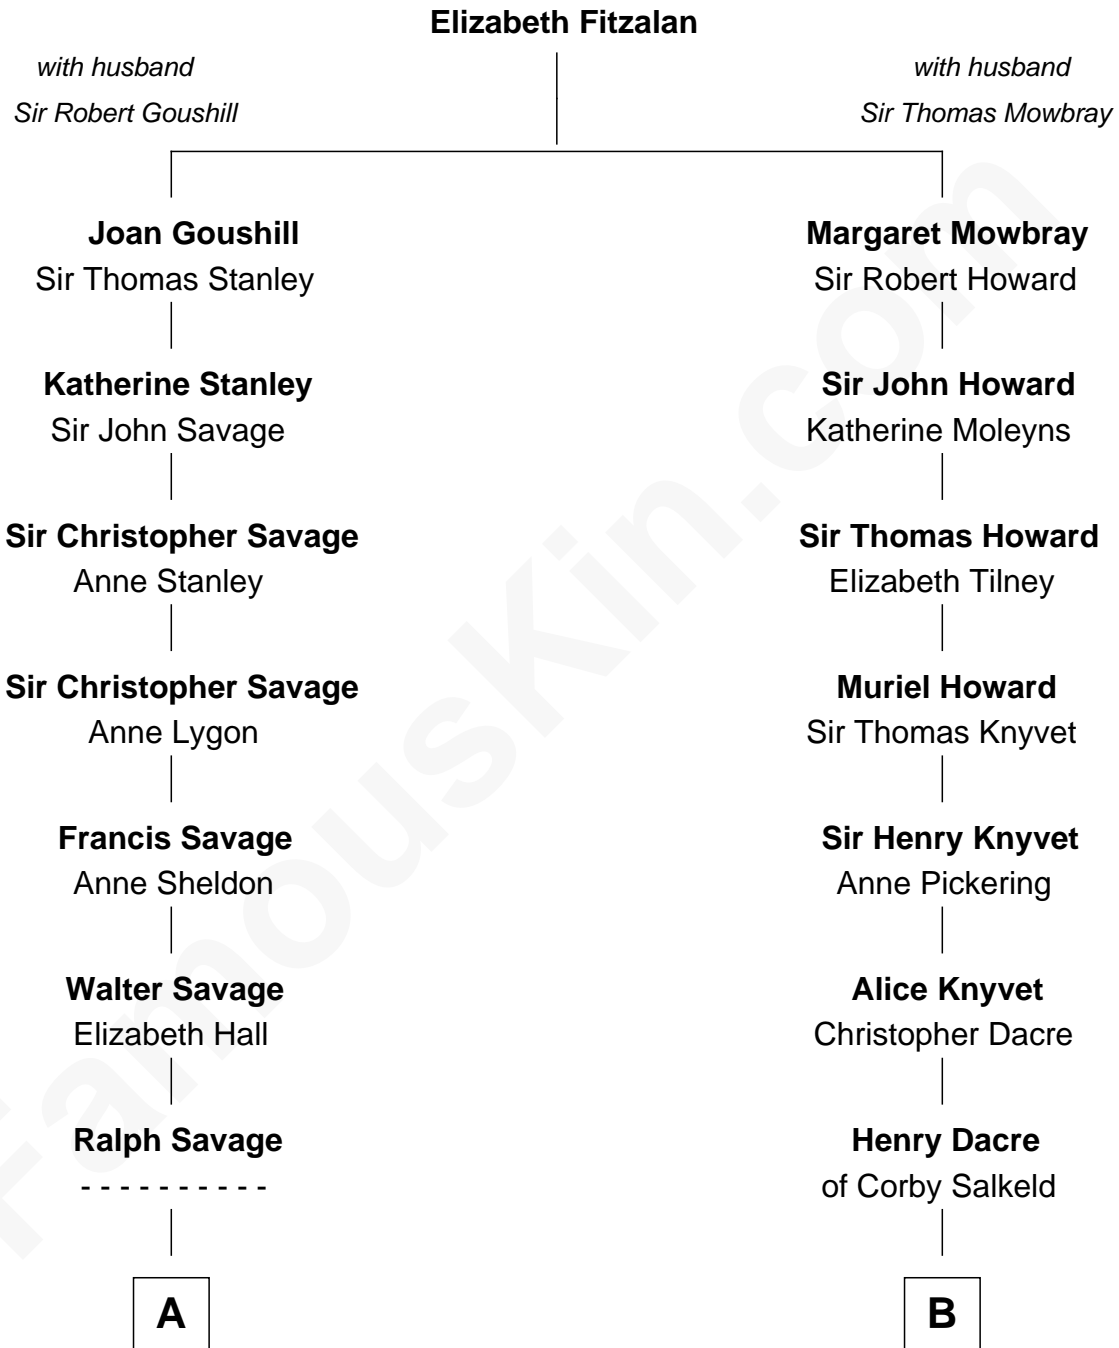 Elizabeth Fitzalan
with husband
Sir Robert Goushill
with husband
Sir Thomas Mowbray
Joan Goushill
Sir Thomas Stanley
Margaret Mowbray
Sir Robert Howard
Katherine Stanley
Sir John Savage
Sir John Howard
Katherine Moleyns
Sir Christopher Savage
Anne Stanley
Sir Thomas Howard
Elizabeth Tilney
Sir Christopher Savage
Anne Lygon
Muriel Howard
Sir Thomas Knyvet
Francis Savage
Anne Sheldon
Sir Henry Knyvet
Anne Pickering
Walter Savage
Elizabeth Hall
Alice Knyvet
Christopher Dacre
Ralph Savage
- - - - - - - - - -
Henry Dacre
of Corby Salkeld
A
B
FamousKin.com